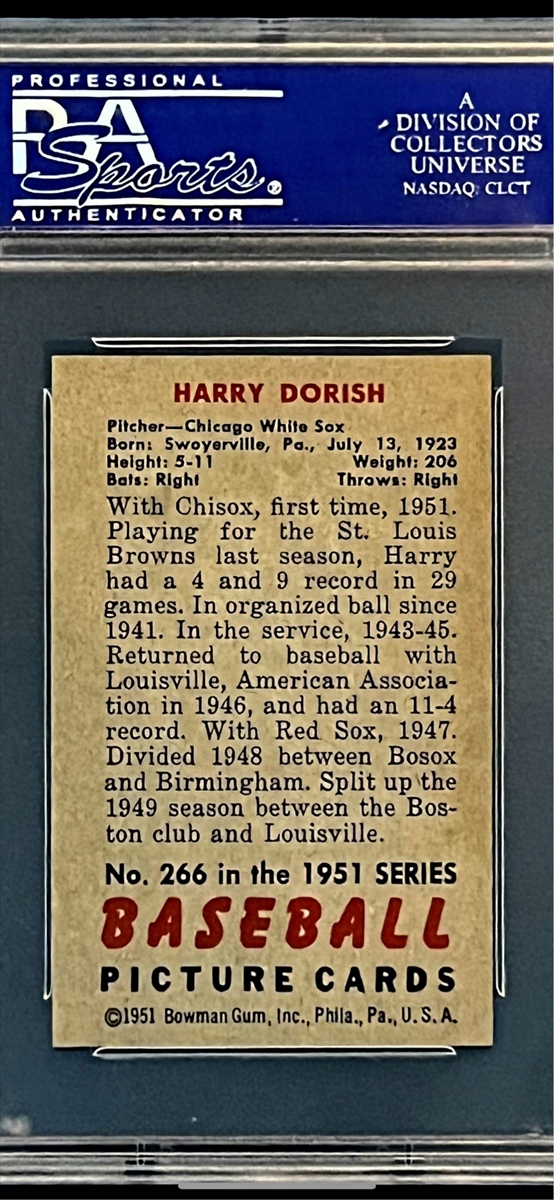 PROFESSIONAL
PSA
Sports®
AUTHENTICATOR
A
DIVISION OF
COLLECTORS
UNIVERSE
NASDAQ: CLCT
HARRY DORISH
Pitcher—Chicago White Sox
Born: Swoyerville, Pa., July 13, 1923
Height: 5-11 Weight: 206
Bats: Right Throws: Right
With Chisox, first time, 1951.
Playing for the St. Louis
Browns last season, Harry
had a 4 and 9 record in 29
games. In organized ball since
1941. In the service, 1943-45.
Returned to baseball with
Louisville, American Associa-
tion in 1946, and had an 11-4
record. With Red Sox, 1947.
Divided 1948 between Bosox
and Birmingham. Split up the
1949 season between the Bos-
ton club and Louisville.
No. 266 in the 1951 SERIES
BASEBALL
PICTURE CARDS
©1951 Bowman Gum, Inc., Phila., Pa., U.S.A.